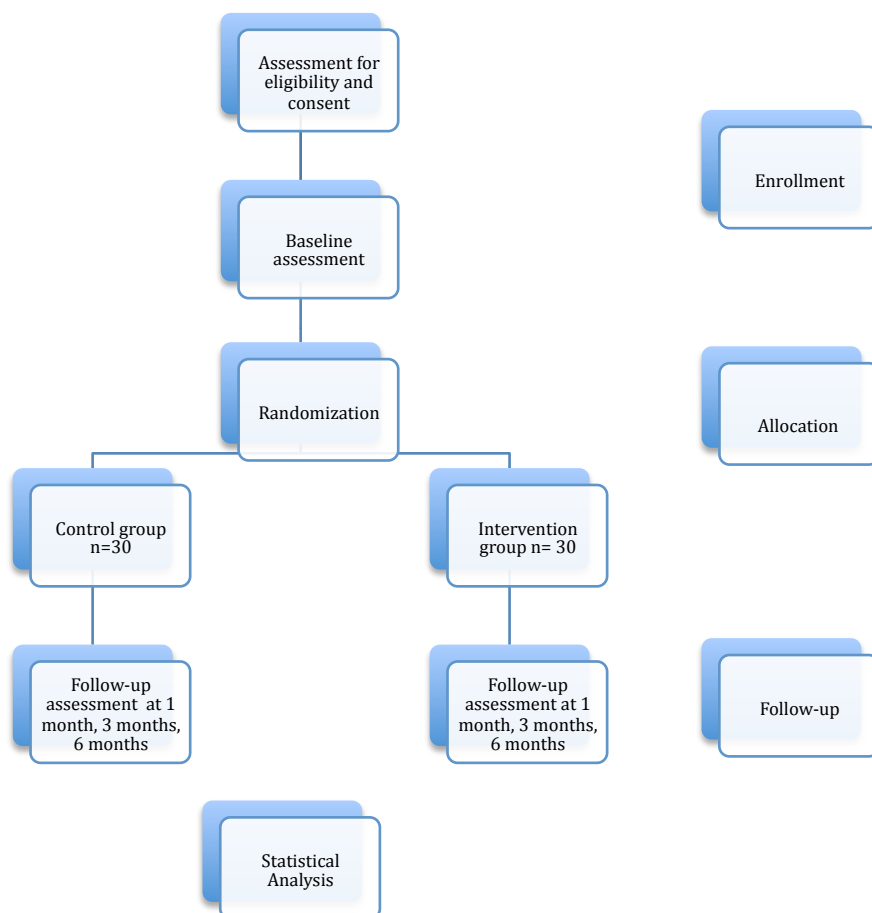 Assessment for
eligibility and
consent
Enrollment
Baseline
assessment
Randomization
Allocation
Control group
n=30
Intervention
group n= 30
Follow-up
assessment at 1
month, 3 months,
6 months
Follow-up
assessment at 1
month, 3 months,
6 months
Follow-up
Statistical
Analysis